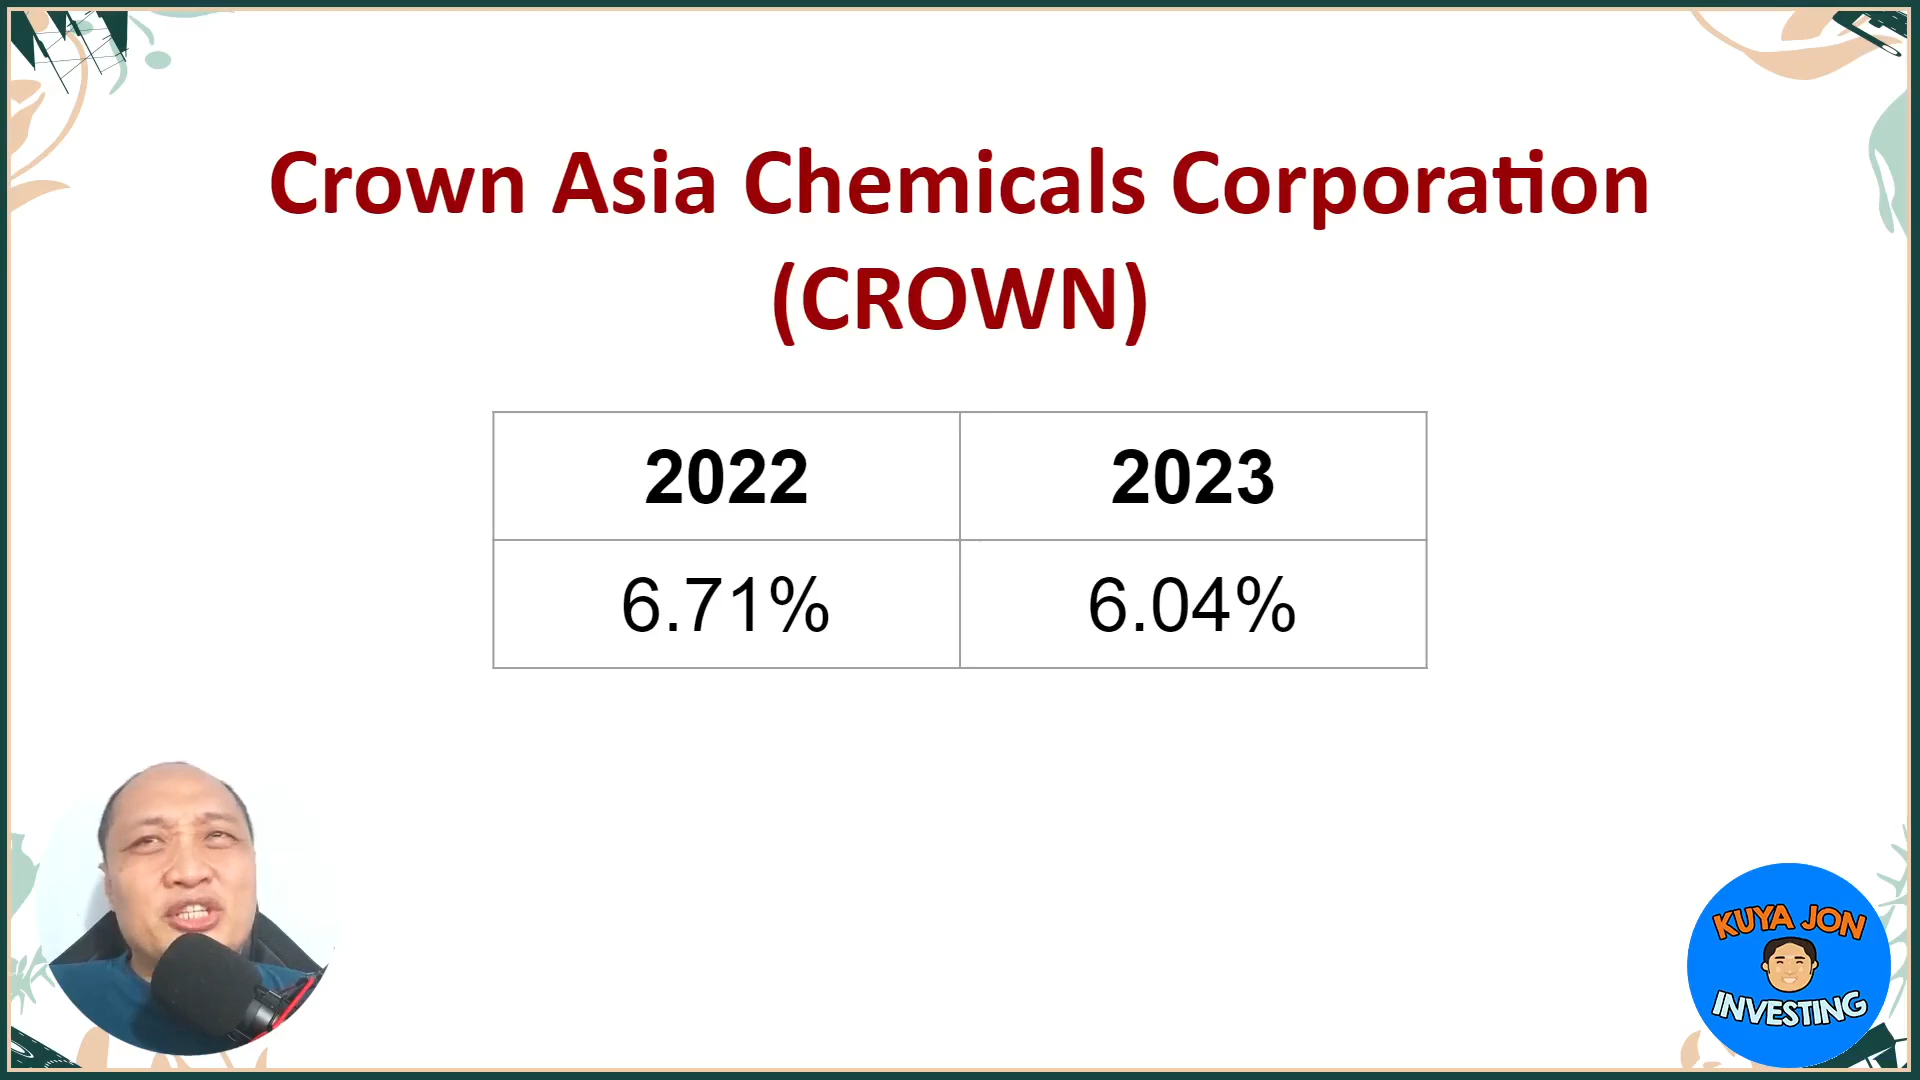 Crown Asia Chemicals Corporation
(CROWN)
2022 2023
6.71% 6.04%
KUYA JON
INVESTING